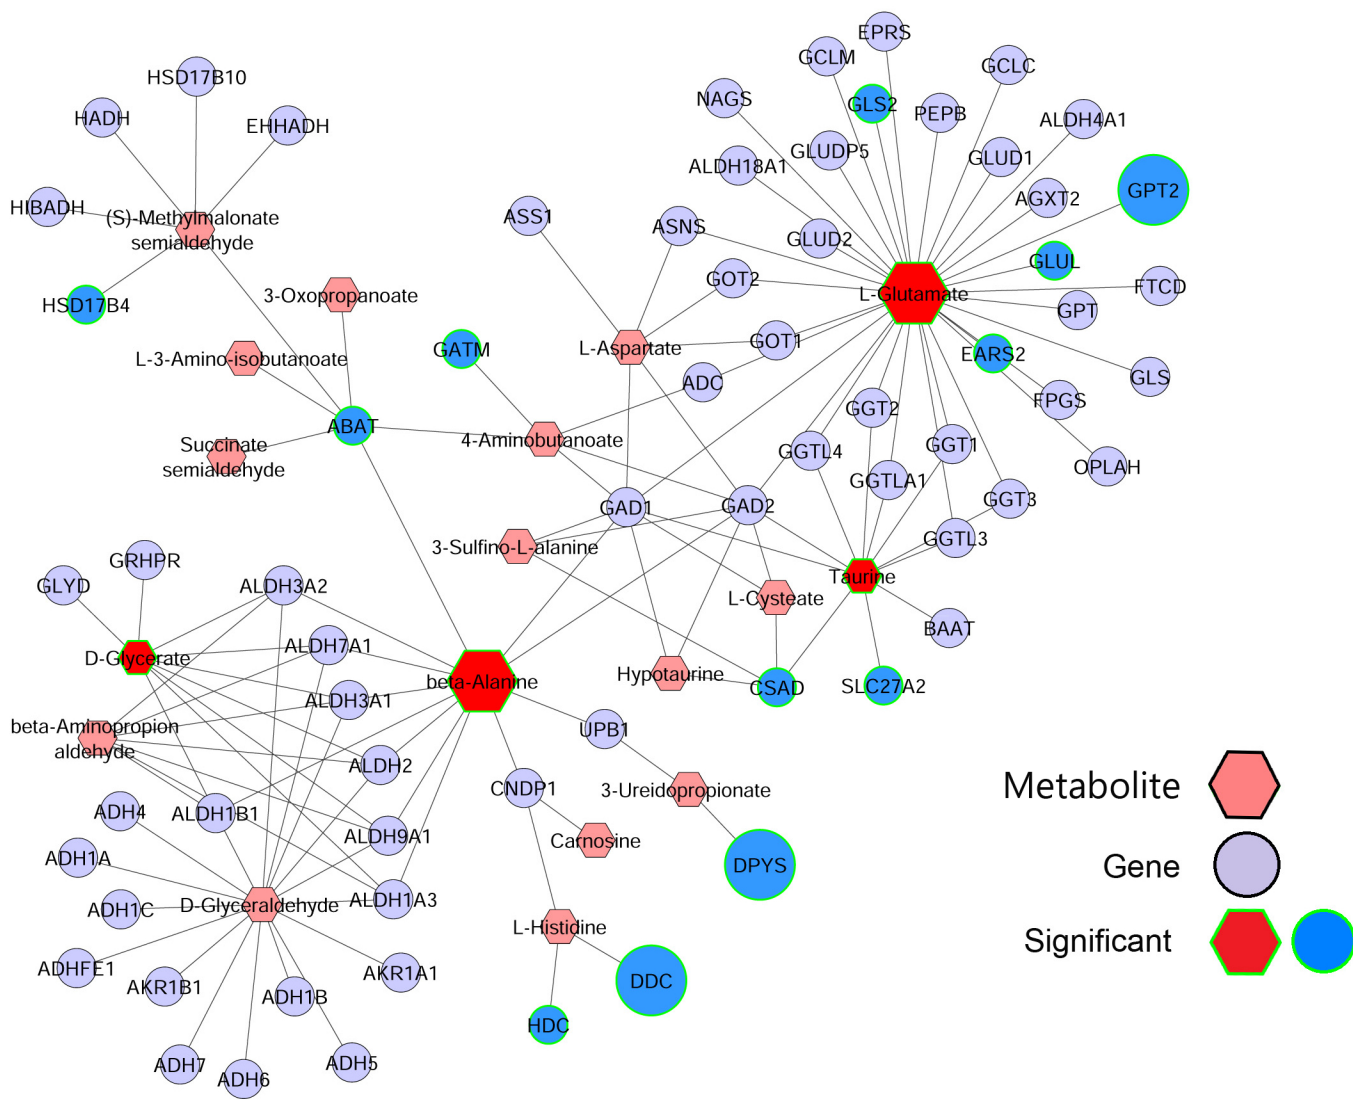 EPRS
GCLM
GCLC
HSD17B10
NAGS
GLS2
PEPB
ALDH4A1
HADH
EHHADH
GLUDP5
GLUD1
ALDH18A1
GPT2
AGXT2
HIBADH
(S)-Methylmalonate
semialdehyde
ASS1
ASNS
GLUD2
GLUL
GOT2
FTCD
3-Oxopropanoate
L-Glutamate
HSD17B4
GPT
L-3-Amino-isobutanoate
GATM
L-Aspartate
GOT1
EARS2
ADC
GLS
FPGS
GGT2
ABAT
4-Aminobutanoate
Succinate
semialdehyde
GGTL4
GGT1
OPLAH
GGTLA1
GGT3
GAD1
GAD2
GGTL3
3-Sulfino-L-alanine
GRHPR
GLYD
ALDH3A2
Taurine
L-Cysteate
BAAT
ALDH7A1
D-Glycerate
Hypotaurine
beta-Alanine
CSAD
SLC27A2
ALDH3A1
beta-Aminopropion
aldehyde
UPB1
ALDH2
CNDP1
3-Ureidopropionate
Metabolite
ADH4
ALDH1B1
ALDH9A1
Carnosine
DPYS
Gene
ADH1A
ADH1C
D-Glyceraldehyde
ALDH1A3
L-Histidine
Significant
ADHFE1
AKR1B1
ADH1B
AKR1A1
DDC
HDC
ADH7
ADH6
ADH5